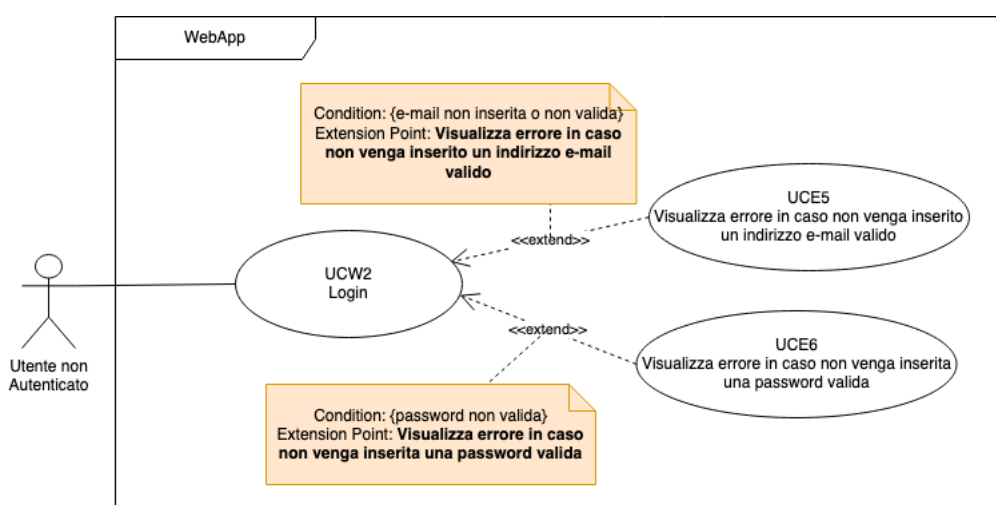 WebApp
Condition: {e-mail non inserita o non valida}
Extension Point: Visualizza errore in caso
non venga inserito un indirizzo e-mail
valido
UCE5
Visualizza errore in caso non venga inserito
un indirizzo e-mail valido
<<extend>>
UCW2
Login
<<extend>>
UCE6
Visualizza errore in caso non venga inserita
una password valida
Utente non
Autenticato
Condition: {password non valida}
Extension Point: Visualizza errore in caso
non venga inserita una password valida